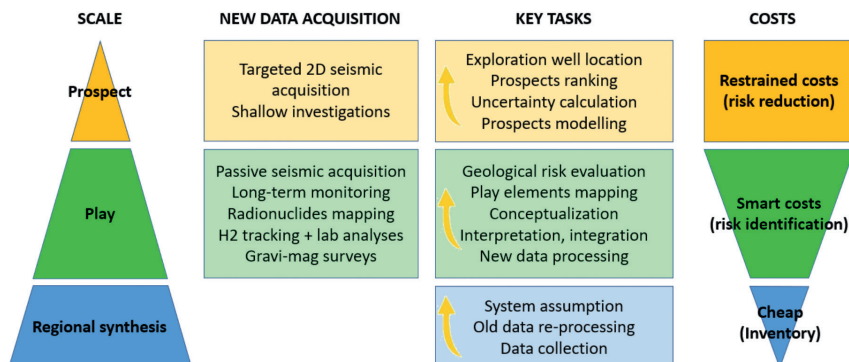 SCALE
NEW DATA ACQUISITION
KEY TASKS
COSTS
Prospect
Targeted 2D seismic
acquisition
Shallow investigations
Exploration well location
Prospects ranking
Uncertainty calculation
Prospects modelling
Restrained costs
(risk reduction)
Play
Passive seismic acquisition
Long-term monitoring
Radionuclides mapping
H2 tracking + lab analyses
Gravi-mag surveys
Geological risk evaluation
Play elements mapping
Conceptualization
Interpretation, integration
New data processing
Smart costs
(risk identification)
Regional synthesis
System assumption
Old data re-processing
Data collection
Cheap
(Inventory)